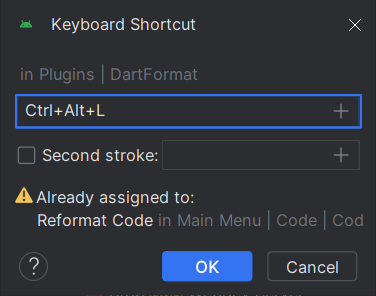 Keyboard Shortcut
in Plugins | DartFormat
Ctrl+Alt+L
Second stroke:
Already assigned to:
Reformat Code in Main Menu | Code | Cod
?
OK
Cancel